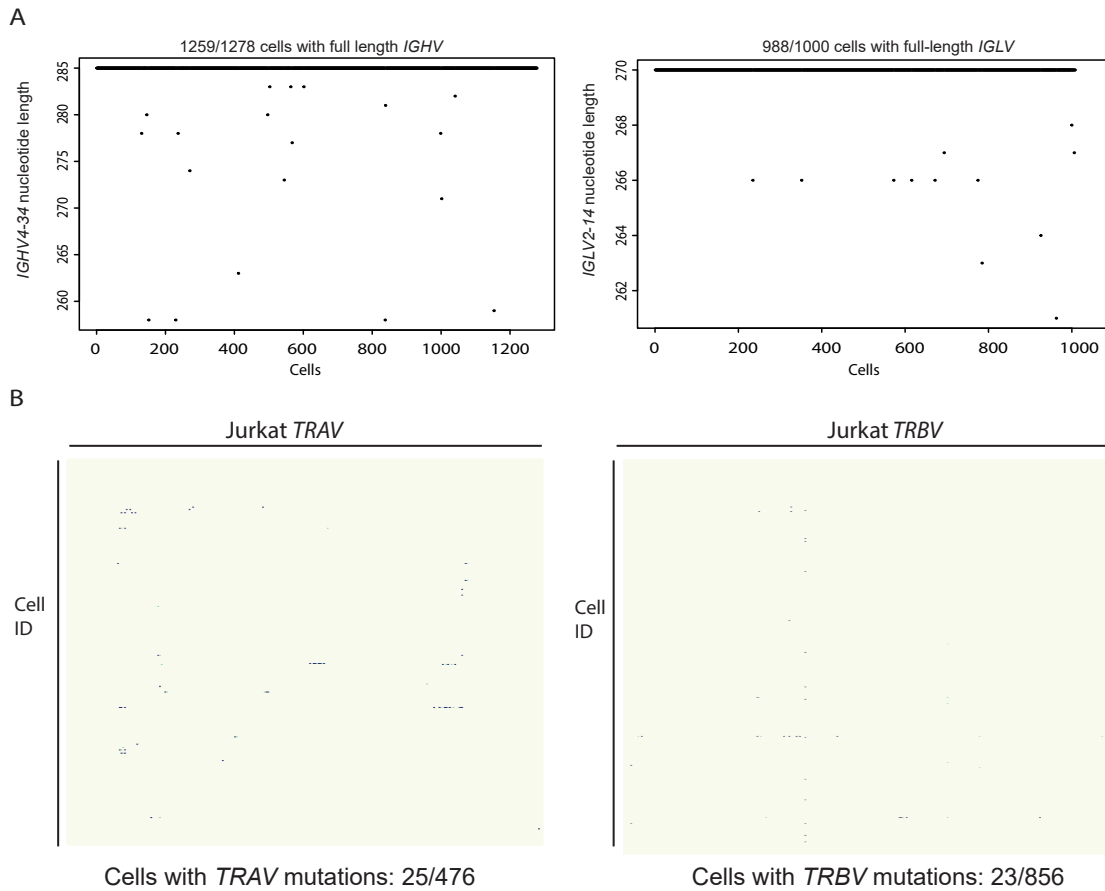 A
1259/1278 cells with full length IGHV
IGHV4-34 nucleotide length
285
280
275
270
265
260
0 200 400 600 800 1000 1200
Cells
988/1000 cells with full-length IGLV
IGLV2-14 nucleotide length
270
268
266
264
262
0 200 400 600 800 1000
Cells
B
Jurkat TRAV
Cell
ID
Cells with TRAV mutations: 25/476
Jurkat TRBV
Cell
ID
Cells with TRBV mutations: 23/856